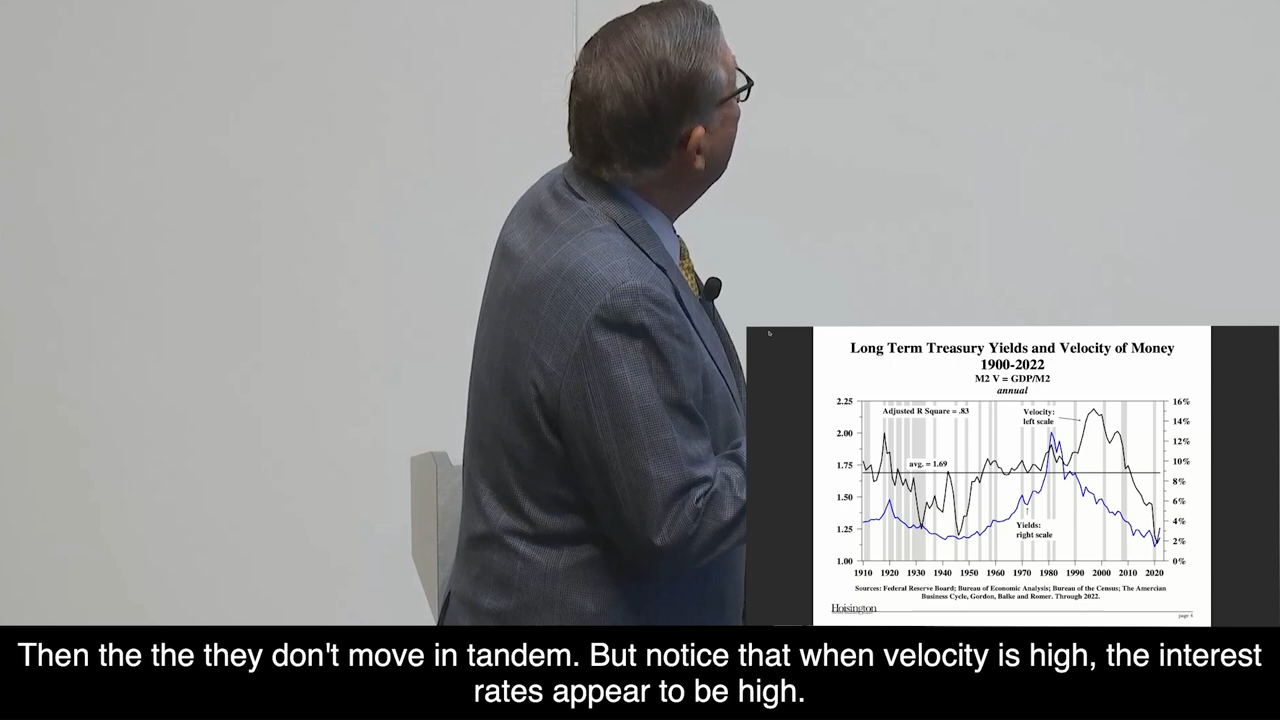 Long Term Treasury Yields and Velocity of Money
1900-2022
M2 V = GDP/M2
annual
2.25
2.00
1.75
1.50
1.25
1.00
Adjusted R Square = .83
Velocity:
left scale
avg. = 1.69
Yields:
right scale
16%
14%
12%
10%
8%
6%
4%
2%
0%
1910 1920 1930 1940 1950 1960 1970 1980 1990 2000 2010 2020
Sources: Federal Reserve Board; Bureau of Economic Analysis; Bureau of the Census; The Amercian
Business Cycle, Gordon, Balke and Romer. Through 2022.
Hoisington
page 4
Then the the they don't move in tandem. But notice that when velocity is high, the interest
rates appear to be high.